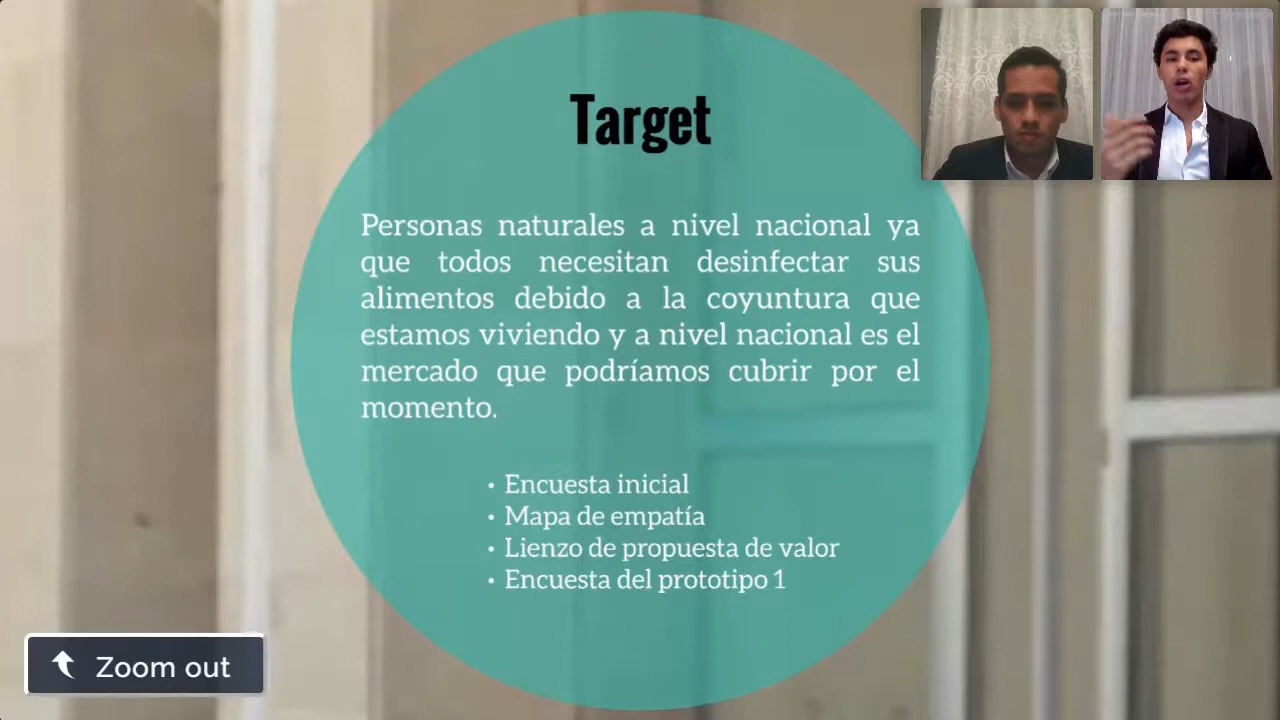 Target
Personas naturales a nivel nacional ya
que todos necesitan desinfectar sus
alimentos debido a la coyuntura que
estamos viviendo y a nivel nacional es el
mercado que podríamos cubrir por el
momento.
• Encuesta inicial
• Mapa de empatía
• Lienzo de propuesta de valor
• Encuesta del prototipo 1
Zoom out